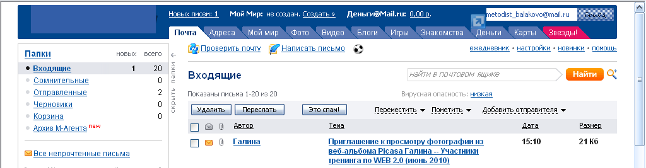 Новых писем: 1 Мой Мир: не создан. Создать » Деньги@Mail.ru: 0,00 р. metodist_balakovo@mail.ru
Почта Адреса Мой мир Фото Видео Блоги Игры Знакомства Деньги Карты Звезды!
Проверить почту Написать письмо ежедневник • настройки • новинки • помощь
Папки новых всего
Входящие 1 20
Сомнительные 0
Отправленные 2
Черновики 0
Корзина 0
Архив М-Агента new
Все непрочтенные письма
скрыть папки
Входящие найти в почтовом ящике Найти
Показаны письма 1-20 из 20 Вирусная опасность: низкая
Удалить Переслать Это спам! Переместить Пометить Добавить отправителя
Автор Тема Дата Размер
Галина Приглашение к просмотру фотографии из 15:10 21 Кб
веб-альбома Picasa Галина -- Участники
тренинга по WEB 2.0 (июнь, 2010)